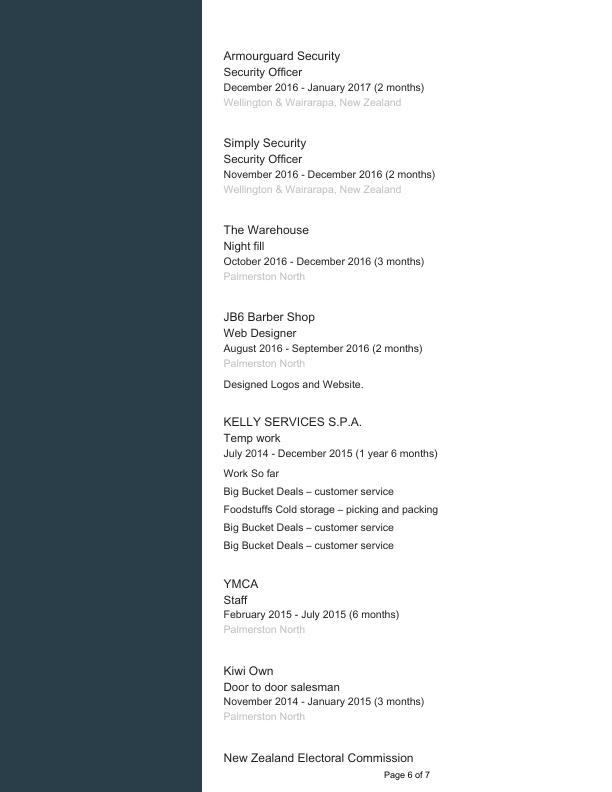 Armourguard Security
Security Officer
December 2016 - January 2017 (2 months)
Wellington & Wairarapa, New Zealand
Simply Security
Security Officer
November 2016 - December 2016 (2 months)
Wellington & Wairarapa, New Zealand
The Warehouse
Night fill
October 2016 - December 2016 (3 months)
Palmerston North
JB6 Barber Shop
Web Designer
August 2016 - September 2016 (2 months)
Palmerston North
Designed Logos and Website.
KELLY SERVICES S.P.A.
Temp work
July 2014 - December 2015 (1 year 6 months)
Work So far
Big Bucket Deals – customer service
Foodstuffs Cold storage – picking and packing
Big Bucket Deals – customer service
Big Bucket Deals – customer service
YMCA
Staff
February 2015 - July 2015 (6 months)
Palmerston North
Kiwi Own
Door to door salesman
November 2014 - January 2015 (3 months)
Palmerston North
New Zealand Electoral Commission
Page 6 of 7